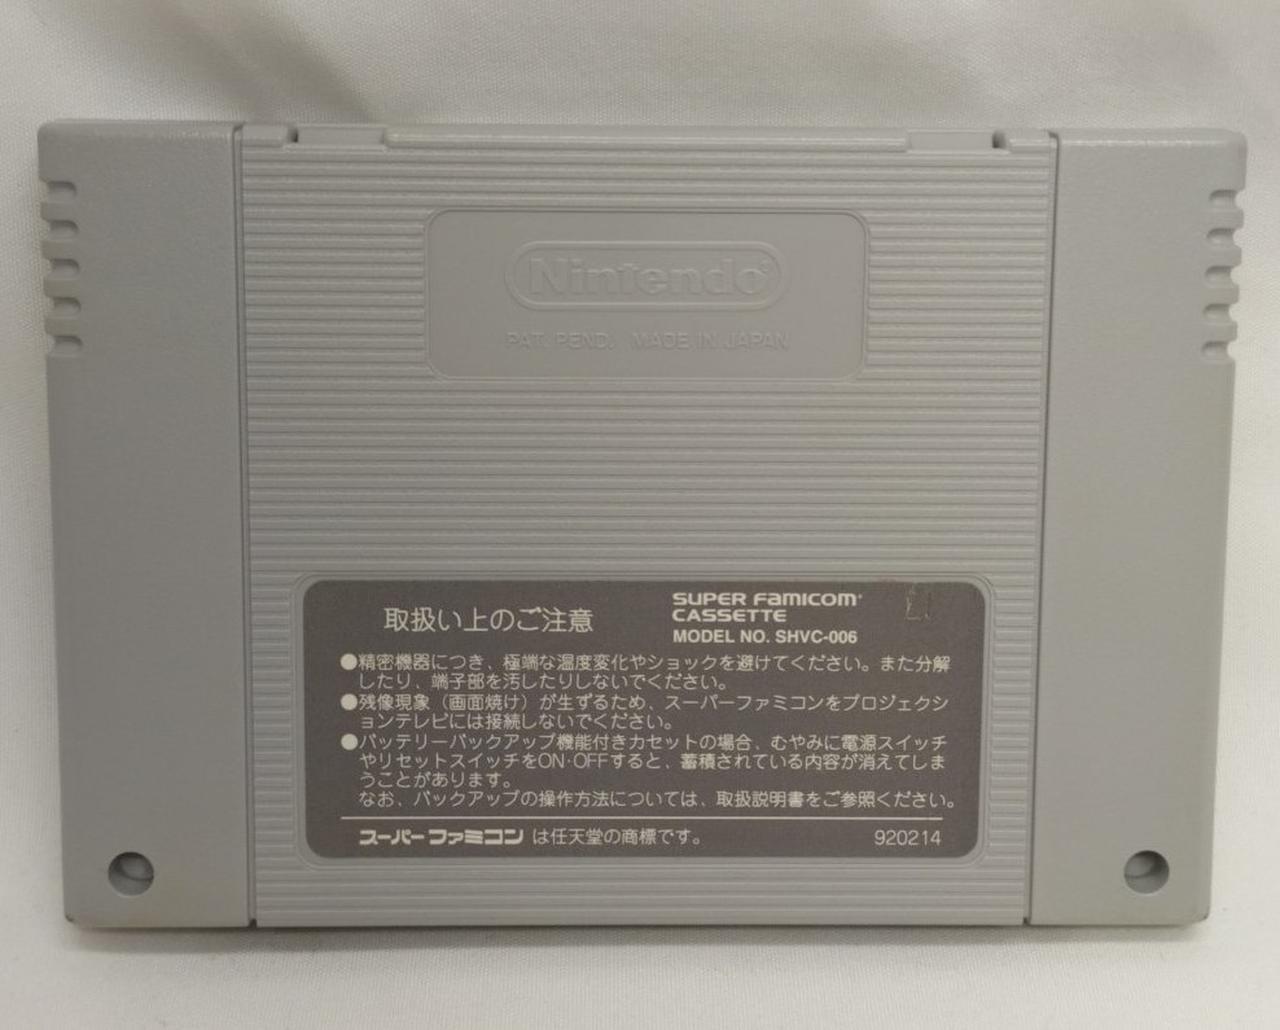 Nintendo®
PAT. PEND. MADE IN JAPAN
取扱い上のご注意
SUPER FAMICOM
CASSETTE
MODEL NO. SHVC-006
●精密機器につき、極端な温度変化やショックを避けてください。また分解
したり、端子部を汚したりしないでください。
●残像現象（画面焼け）が生ずるため、スーパーファミコンをプロジェクシ
ョンテレビには接続しないでください。
●バッテリーバックアップ機能付きカセットの場合、むやみに電源スイッチ
やリセットスイッチをON･OFFすると、蓄積されている内容が消えてしま
うことがあります。
なお、バックアップの操作方法については、取扱説明書をご参照ください。
スーパーファミコン は任天堂の商標です。
920214